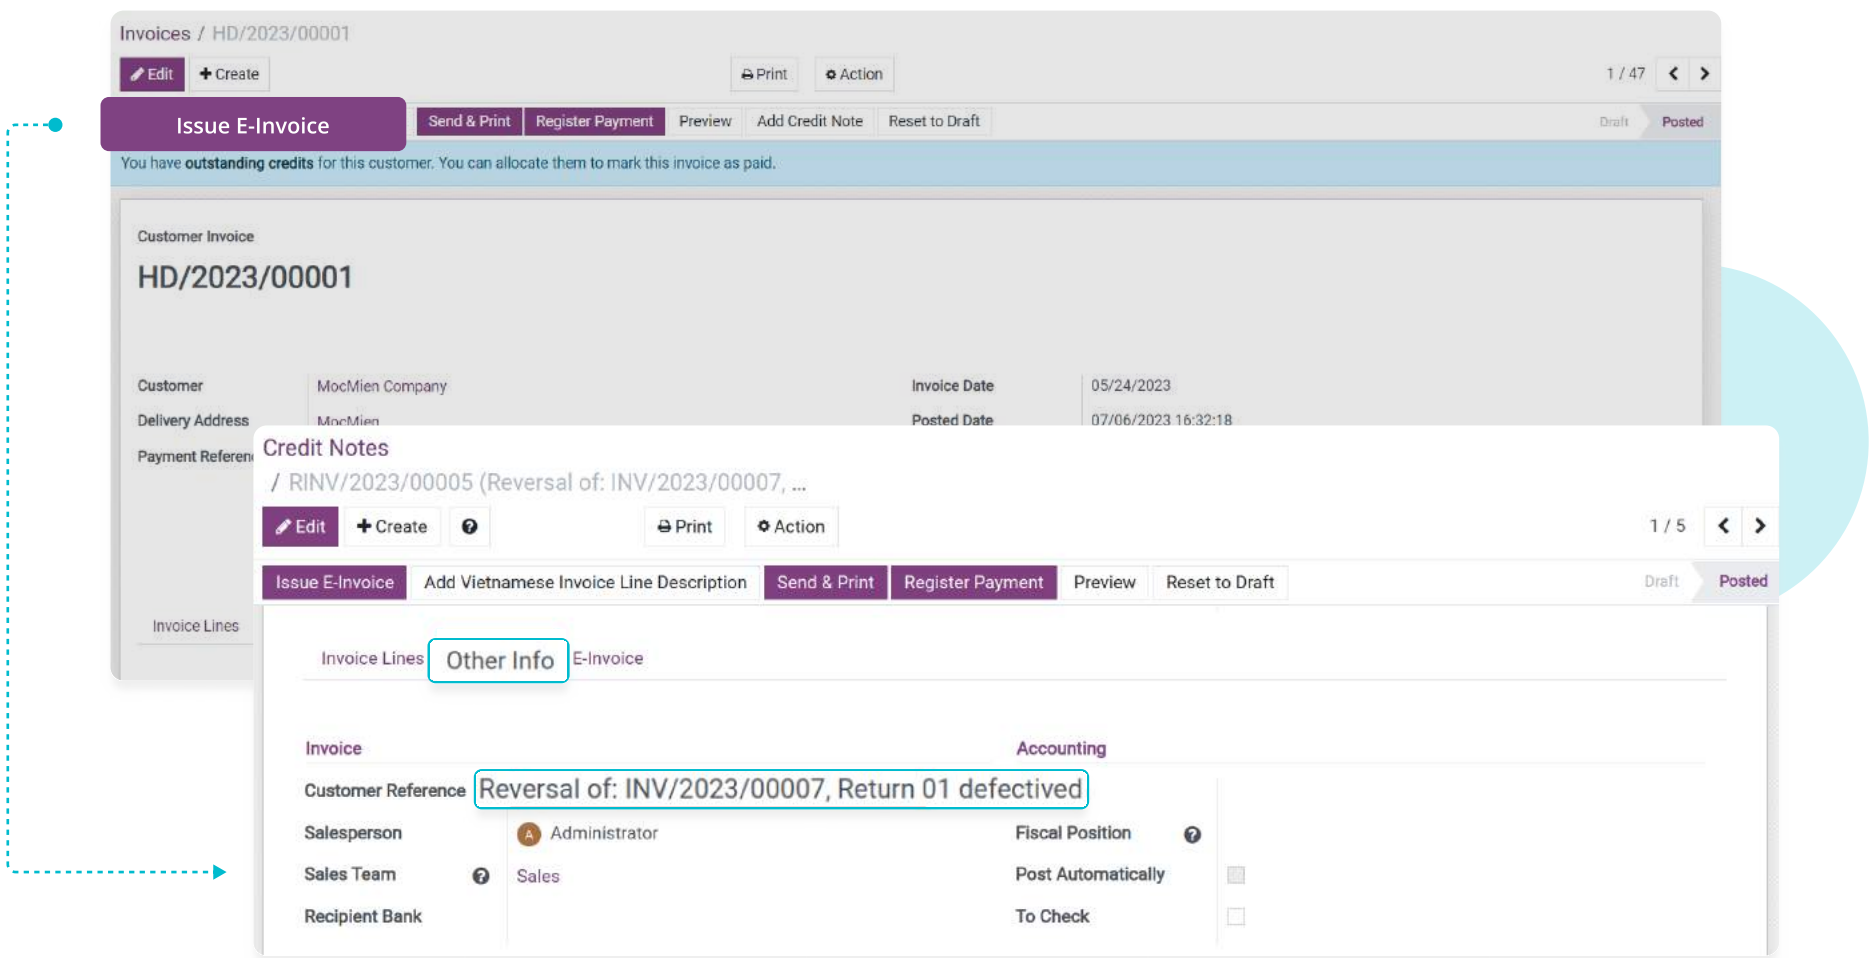 Invoices / HD/2023/00001
Edit + Create Print Action 1 / 47
Issue E-Invoice Send & Print Register Payment Preview Add Credit Note Reset to Draft Draft Posted
You have outstanding credits for this customer. You can allocate them to mark this invoice as paid.
Customer Invoice
HD/2023/00001
Customer MocMien Company Invoice Date 05/24/2023
Delivery Address MocMien Posted Date 07/06/2023 16:32:18
Payment Referen
Invoice Lines
Credit Notes
/ RINV/2023/00005 (Reversal of: INV/2023/00007, ...
Edit + Create ? Print Action 1 / 5
Issue E-Invoice Add Vietnamese Invoice Line Description Send & Print Register Payment Preview Reset to Draft Draft Posted
Invoice Lines Other Info E-Invoice
Invoice Accounting
Customer Reference Reversal of: INV/2023/00007, Return 01 defectived
Salesperson A Administrator Fiscal Position ?
Sales Team ? Sales Post Automatically
Recipient Bank To Check